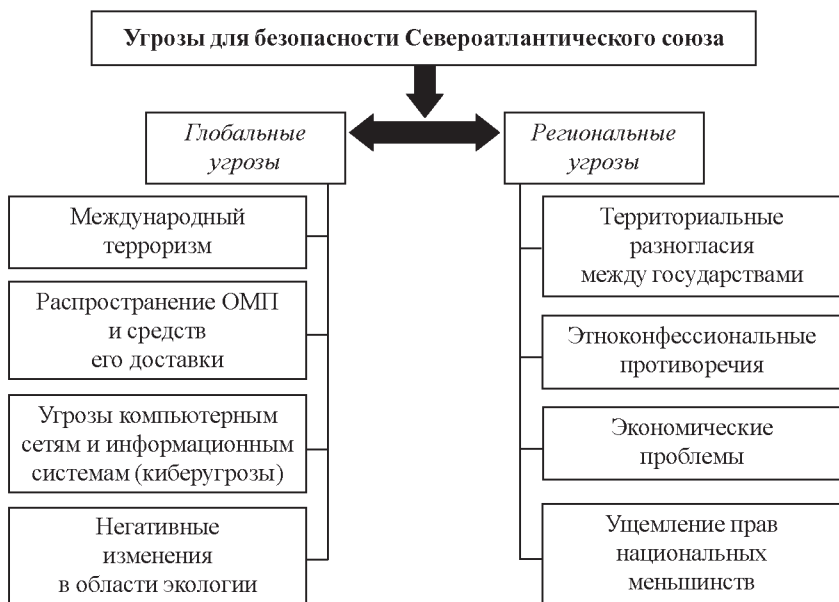 Угрозы для безопасности Североатлантического союза
Глобальные
угрозы
Международный
терроризм
Распространение ОМП
и средств
его доставки
Угрозы компьютерным
сетям и информационным
системам (киберугрозы)
Негативные
изменения
в области экологии
Региональные
угрозы
Территориальные
разногласия
между государствами
Этноконфессиональные
противоречия
Экономические
проблемы
Ущемление прав
национальных
меньшинств